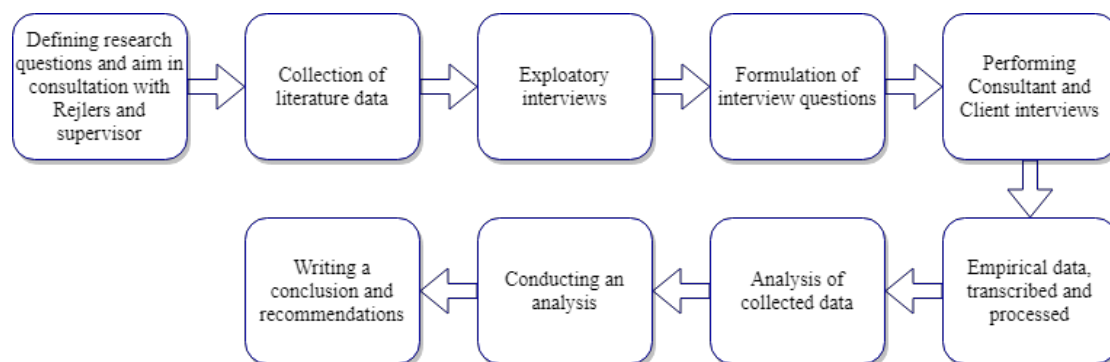 Defining research
questions and aim in
consultation with
Rejlers and
supervisor
Collection of
literature data
Exploatory
interviews
Formulation of
interview questions
Performing
Consultant and
Client interviews
Empirical data,
transcribed and
processed
Analysis of
collected data
Conducting an
analysis
Writing a
conclusion and
recommendations